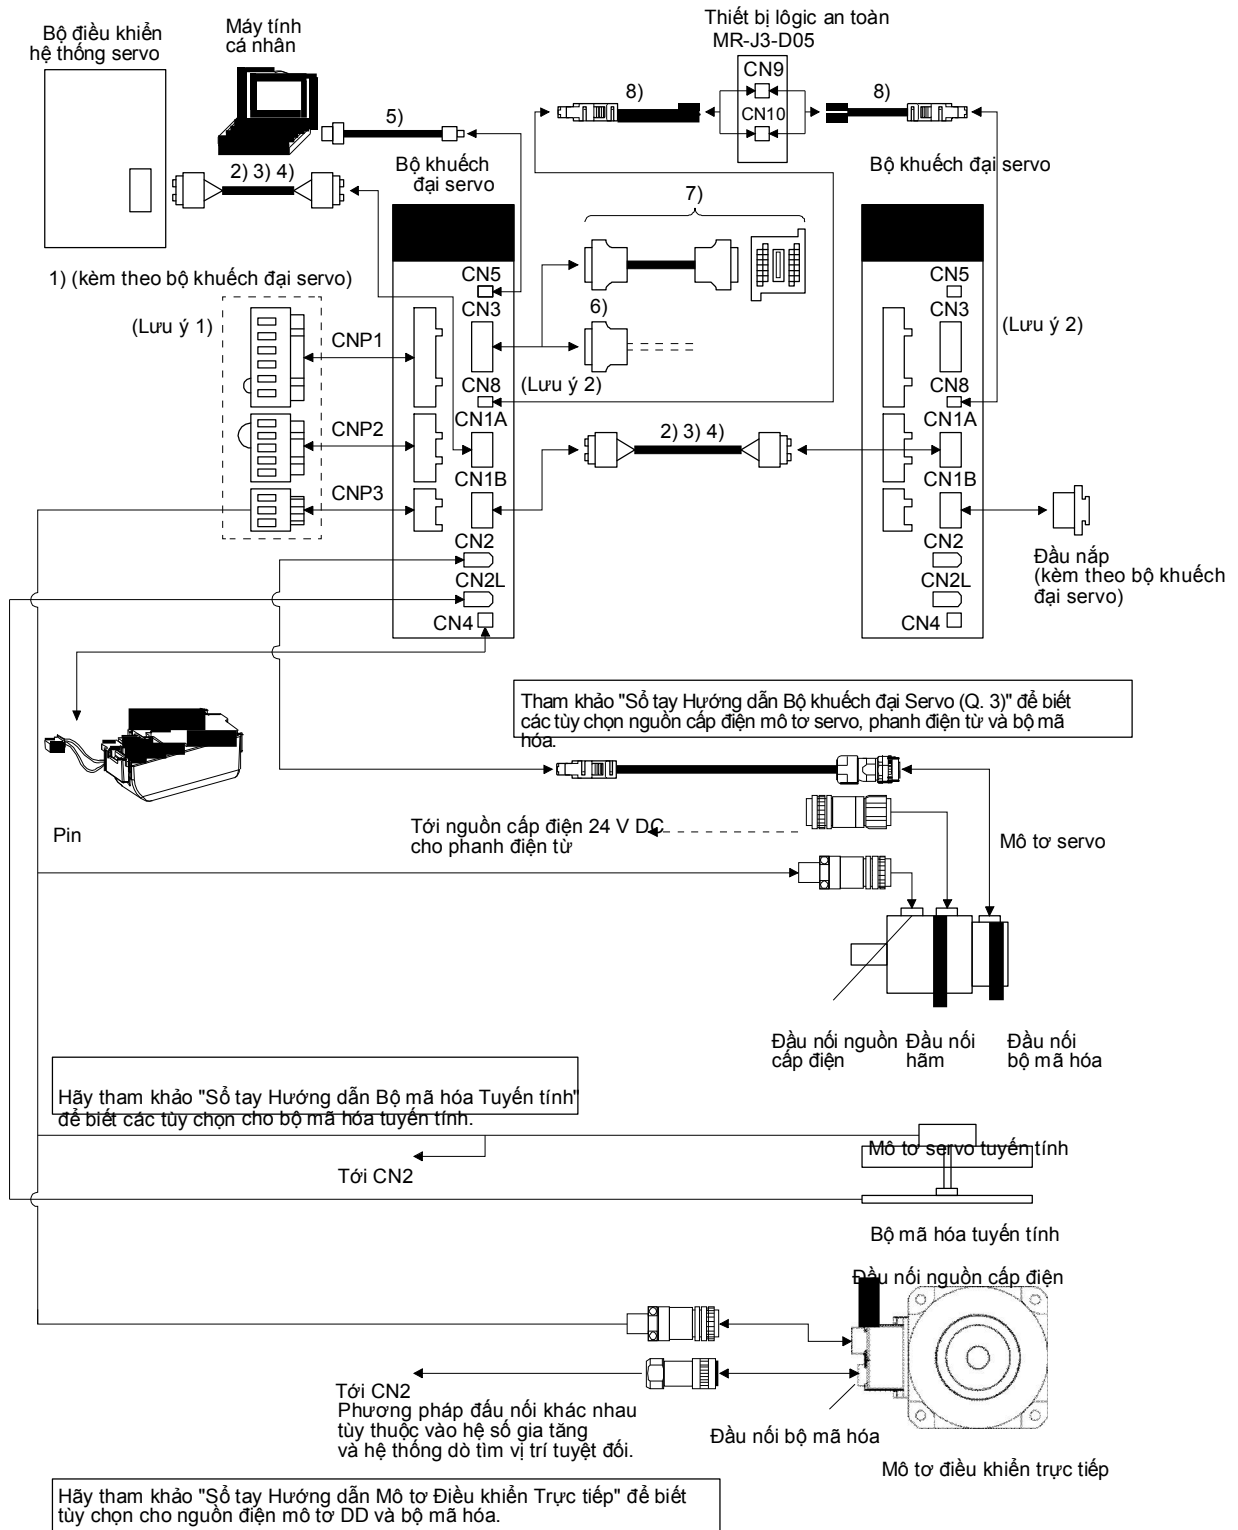 Thiết bị lôgic an toàn
MR-J3-D05
Bộ điều khiển
hệ thống servo
Máy tính
cá nhân
CN9
CN10
8)
8)
5)
2) 3) 4)
Bộ khuếch
đại servo
Bộ khuếch đại servo
7)
1) (kèm theo bộ khuếch đại servo)
(Lưu ý 1)
CNP1
CNP2
CNP3
CN5
CN3
CN8
(Lưu ý 2)
CN1A
CN1B
CN2
CN2L
CN4
6)
2) 3) 4)
CN5
CN3
(Lưu ý 2)
CN8
CN1A
CN1B
CN2
CN2L
CN4
Đầu nắp
(kèm theo bộ khuếch
đại servo)
Tham khảo "Sổ tay Hướng dẫn Bộ khuếch đại Servo (Q. 3)" để biết
các tùy chọn nguồn cấp điện mô tơ servo, phanh điện từ và bộ mã
hóa.
Pin
Tới nguồn cấp điện 24 V DC
cho phanh điện từ
Mô tơ servo
Đầu nối nguồn
cấp điện
Đầu nối
hãm
Đầu nối
bộ mã hóa
Hãy tham khảo "Sổ tay Hướng dẫn Bộ mã hóa Tuyến tính"
để biết các tùy chọn cho bộ mã hóa tuyến tính.
Tới CN2
Mô tơ servo tuyến tính
Bộ mã hóa tuyến tính
Đầu nối nguồn cấp điện
Tới CN2
Phương pháp đấu nối khác nhau
tùy thuộc vào hệ số gia tăng
và hệ thống dò tìm vị trí tuyệt đối.
Đầu nối bộ mã hóa
Mô tơ điều khiển trực tiếp
Hãy tham khảo "Sổ tay Hướng dẫn Mô tơ Điều khiển Trực tiếp" để biết
tùy chọn cho nguồn điện mô tơ DD và bộ mã hóa.